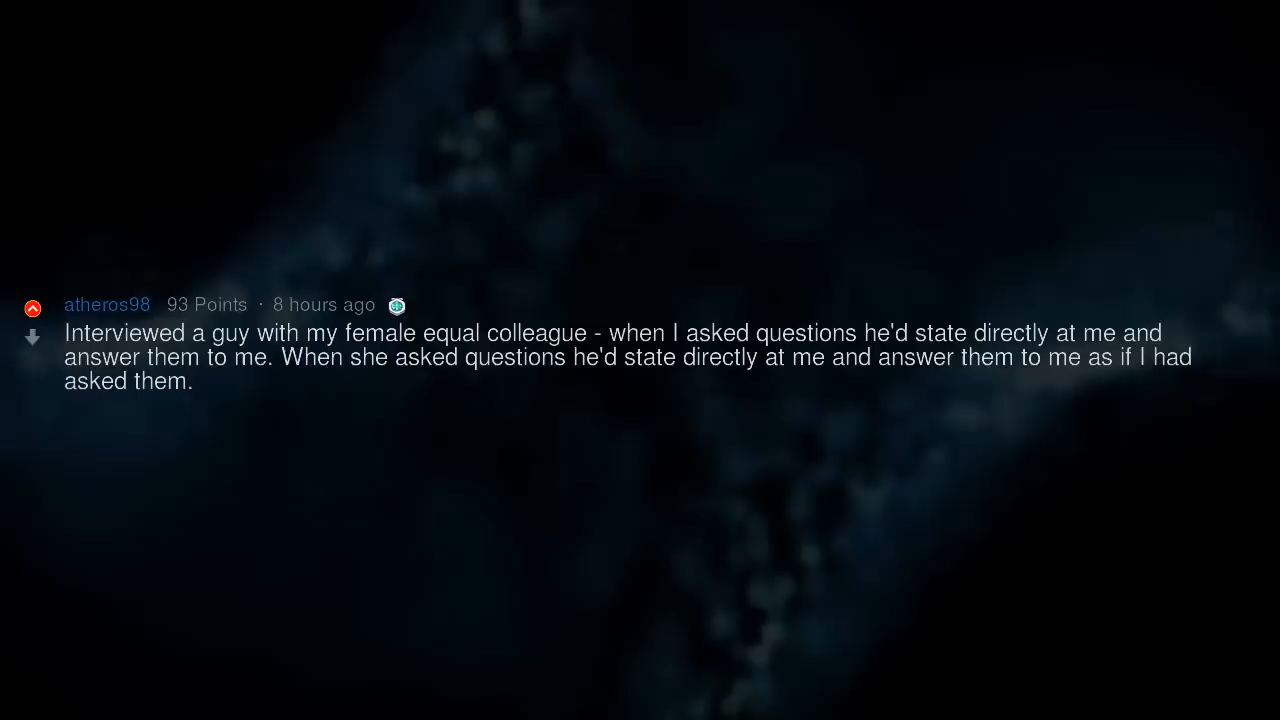 atheros98 93 Points · 8 hours ago
Interviewed a guy with my female equal colleague - when I asked questions he'd state directly at me and
answer them to me. When she asked questions he'd state directly at me and answer them to me as if I had
asked them.